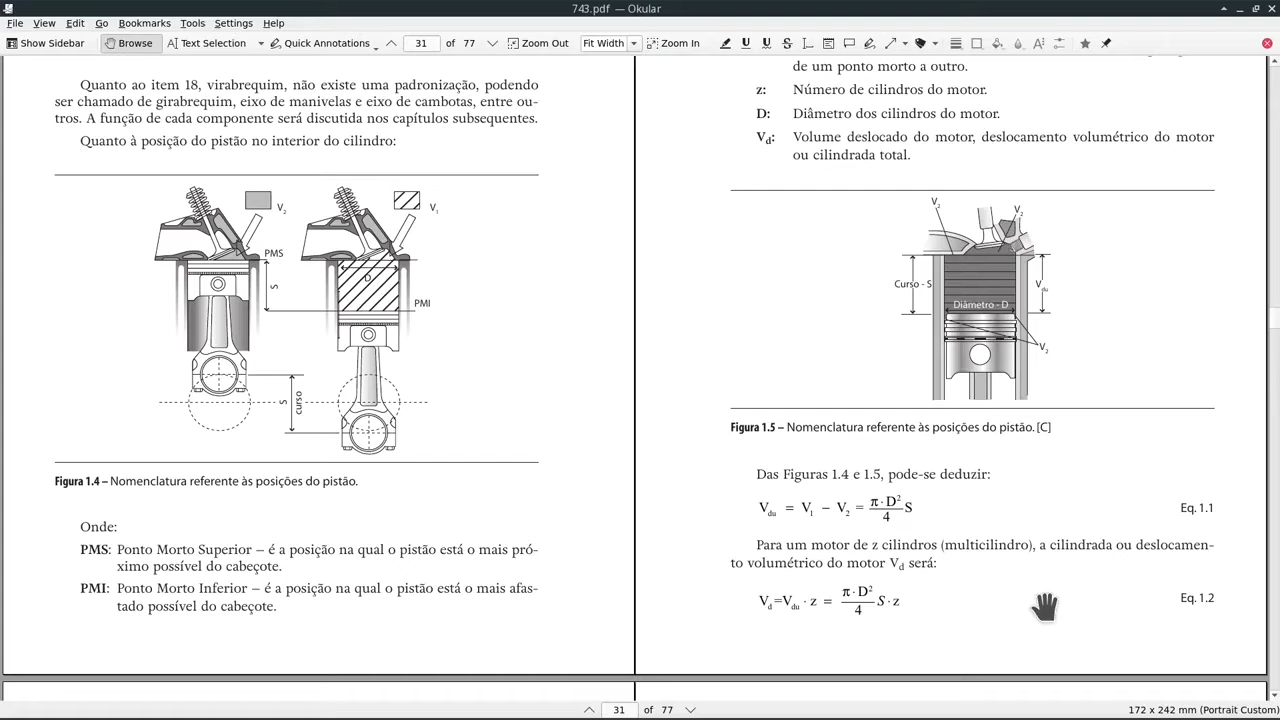 743.pdf — Okular
File View Edit Go Bookmarks Tools Settings Help
Show Sidebar Browse Text Selection Quick Annotations 31 of 77 Zoom Out Fit Width Zoom In
Quanto ao item 18, virabrequim, não existe uma padronização, podendo
ser chamado de girabrequim, eixo de manivelas e eixo de cambotas, entre ou-
tros. A função de cada componente será discutida nos capítulos subsequentes.
Quanto à posição do pistão no interior do cilindro:
V2
V1
PMS
D
S
PMI
S
curso
Figura 1.4 – Nomenclatura referente às posições do pistão.
Onde:
PMS: Ponto Morto Superior – é a posição na qual o pistão está o mais pró-
ximo possível do cabeçote.
PMI: Ponto Morto Inferior – é a posição na qual o pistão está o mais afas-
tado possível do cabeçote.
de um ponto morto a outro.
z: Número de cilindros do motor.
D: Diâmetro dos cilindros do motor.
Vd: Volume deslocado do motor, deslocamento volumétrico do motor
ou cilindrada total.
V2
V2
Curso - S
Vdu
Diâmetro - D
V2
Figura 1.5 – Nomenclatura referente às posições do pistão. [C]
Das Figuras 1.4 e 1.5, pode-se deduzir:
Vdu = V1 − V2 = π · D² / 4 S Eq. 1.1
Para um motor de z cilindros (multicilindro), a cilindrada ou deslocamen-
to volumétrico do motor Vd será:
Vd =Vdu · z = π · D² / 4 S · z Eq. 1.2
31 of 77
172 x 242 mm (Portrait Custom)